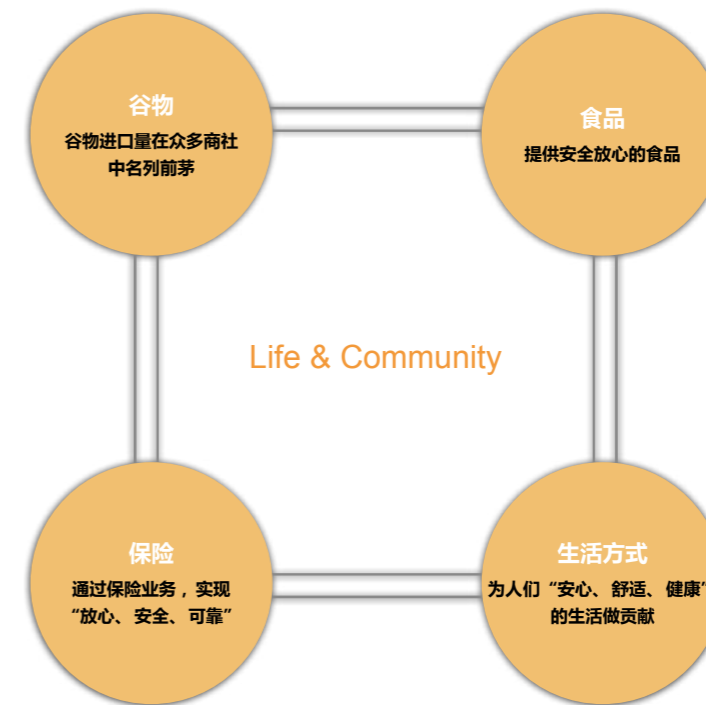 谷物
谷物进口量在众多商社
中名列前茅
食品
提供安全放心的食品
Life & Community
保险
通过保险业务，实现
“放心、安全、可靠”
生活方式
为人们“安心、舒适、健康”
的生活做贡献